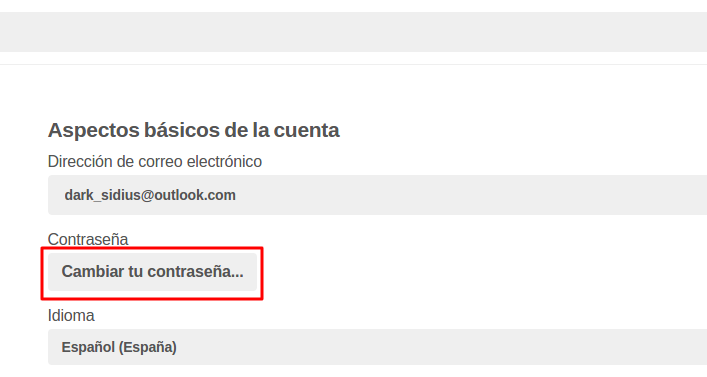 Aspectos básicos de la cuenta
Dirección de correo electrónico
dark_sidius@outlook.com
Contraseña
Cambiar tu contraseña...
Idioma
Español (España)